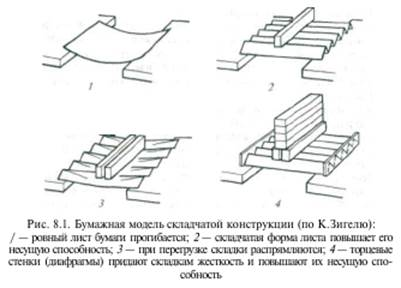 1
2
3
4
Рис. 8.1. Бумажная модель складчатой конструкции (по К.Зигелю):
/ — ровный лист бумаги прогибается; 2 — складчатая форма листа повышает его
несущую способность; 3 — при перегрузке складки распрямляются; 4 — торцевые
стенки (диафрагмы) придают складкам жесткость и повышают их несущую спо-
собность